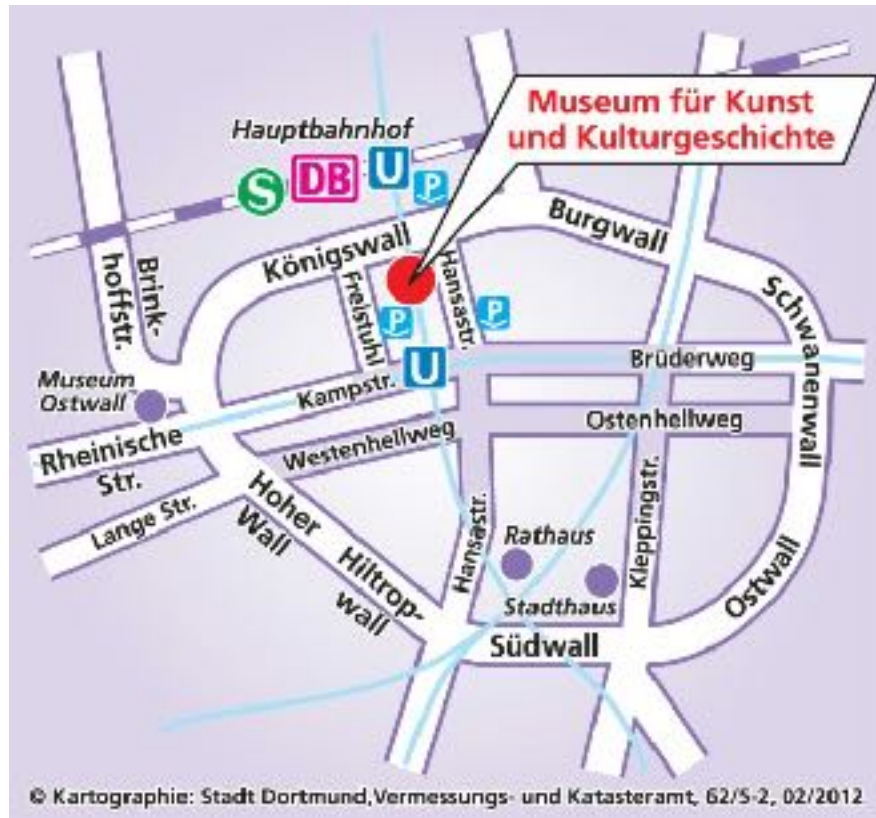 Museum für Kunst
und Kulturgeschichte
Hauptbahnhof
S
DB
U
P
Burgwall
Königswall
Hansastr.
Freistuhl
Brink-
hoffstr.
Schwanenwall
P
P
U
Brüderweg
Museum
Ostwall
Kampstr.
Ostenhellweg
Westenhellweg
Rheinische
Str.
Lange Str.
Hoher
Wall
Hiltrop-
wall
Hansastr.
Rathaus
Stadthaus
Kleppingstr.
Ostwall
Südwall
© Kartographie: Stadt Dortmund,Vermessungs- und Katasteramt, 62/5-2, 02/2012